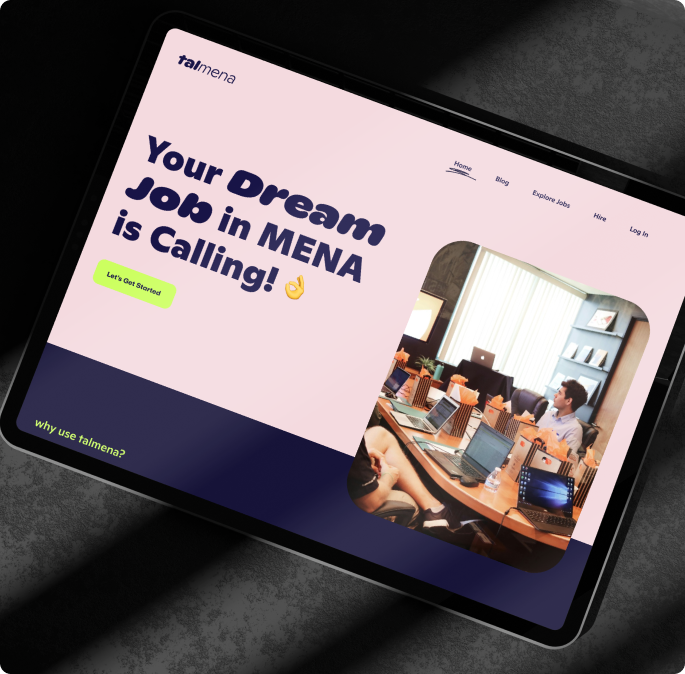 talmena
Home
Blog
Explore Jobs
Hire
Log In
Your Dream
Job in MENA
is Calling! 👌
Let's Get Started
why use talmena?